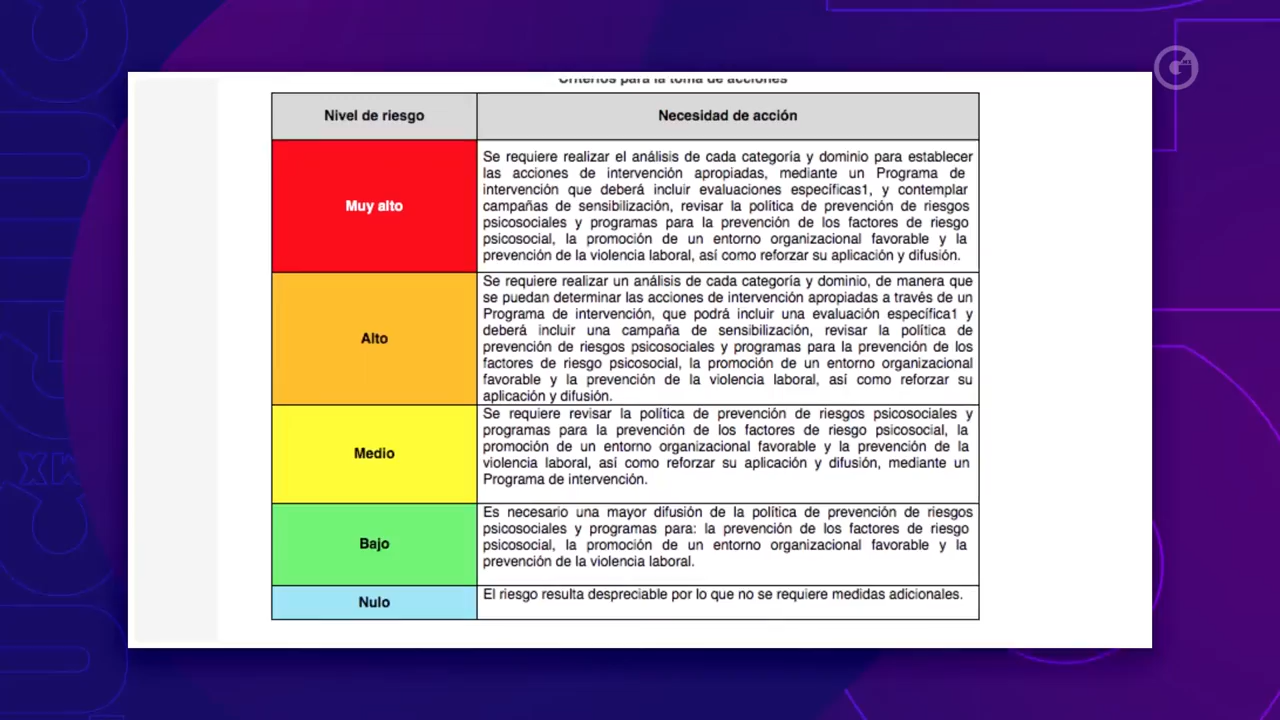 Criterios para la toma de acciones
Nivel de riesgo
Necesidad de acción
Muy alto
Se requiere realizar el análisis de cada categoría y dominio para establecer
las acciones de intervención apropiadas, mediante un Programa de
intervención que deberá incluir evaluaciones específicas1, y contemplar
campañas de sensibilización, revisar la política de prevención de riesgos
psicosociales y programas para la prevención de los factores de riesgo
psicosocial, la promoción de un entorno organizacional favorable y la
prevención de la violencia laboral, así como reforzar su aplicación y difusión.
Alto
Se requiere realizar un análisis de cada categoría y dominio, de manera que
se puedan determinar las acciones de intervención apropiadas a través de un
Programa de intervención, que podrá incluir una evaluación específica1 y
deberá incluir una campaña de sensibilización, revisar la política de
prevención de riesgos psicosociales y programas para la prevención de los
factores de riesgo psicosocial, la promoción de un entorno organizacional
favorable y la prevención de la violencia laboral, así como reforzar su
aplicación y difusión.
Medio
Se requiere revisar la política de prevención de riesgos psicosociales y
programas para la prevención de los factores de riesgo psicosocial, la
promoción de un entorno organizacional favorable y la prevención de la
violencia laboral, así como reforzar su aplicación y difusión, mediante un
Programa de intervención.
Bajo
Es necesario una mayor difusión de la política de prevención de riesgos
psicosociales y programas para: la prevención de los factores de riesgo
psicosocial, la promoción de un entorno organizacional favorable y la
prevención de la violencia laboral.
Nulo
El riesgo resulta despreciable por lo que no se requiere medidas adicionales.